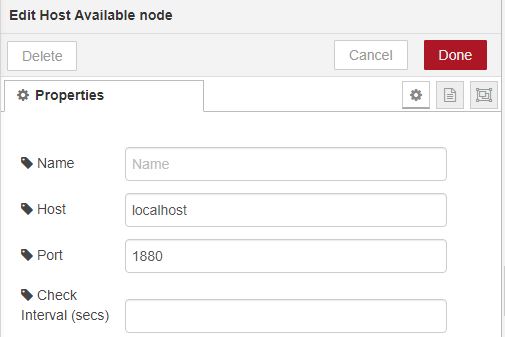 Edit Host Available node
Delete
Cancel
Done
Properties
Name
Name
Host
localhost
Port
1880
Check
Interval (secs)